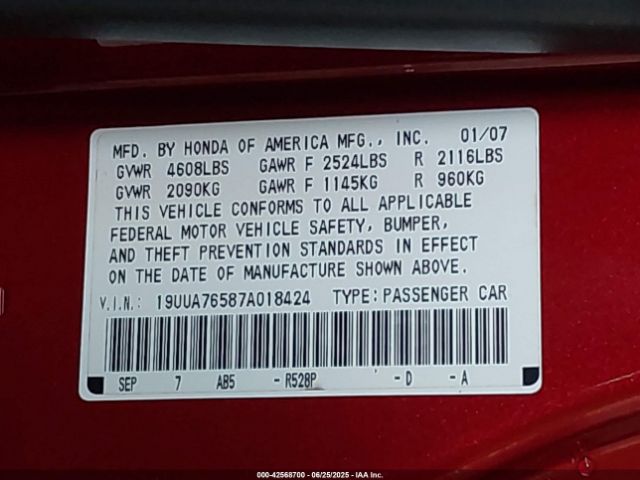 MFD. BY HONDA OF AMERICA MFG., INC. 01/07
GVWR 4608LBS GAWR F 2524LBS R 2116LBS
GVWR 2090KG GAWR F 1145KG R 960KG
THIS VEHICLE CONFORMS TO ALL APPLICABLE
FEDERAL MOTOR VEHICLE SAFETY, BUMPER,
AND THEFT PREVENTION STANDARDS IN EFFECT
ON THE DATE OF MANUFACTURE SHOWN ABOVE.
V.I.N.: 19UUA76587A018424 TYPE: PASSENGER CAR
SEP 7 AB5 -R528P -D -A
000-42568700 - 06/25/2025 - IAA Inc.